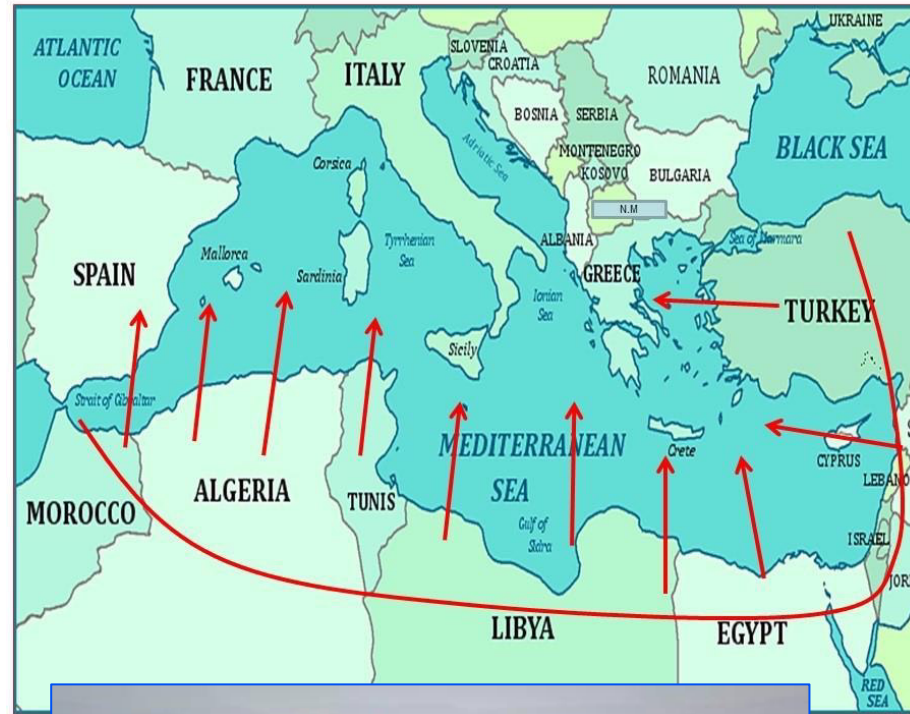 UKRAINE
ATLANTIC
OCEAN
SLOVENIA
CROATIA
FRANCE
ITALY
ROMANIA
BOSNIA
SERBIA
BLACK SEA
Adriatic Sea
MONTENEGRO
Corsica
KOSOVO
BULGARIA
N.M
Mallorca
Tyrrhenian
Sea
ALBANIA
Sea of Marmara
SPAIN
Sardinia
GREECE
Ionian
Sea
TURKEY
Sicily
Strait of Gibraltar
MEDITERRANEAN
SEA
Crete
CYPRUS
S
LEBANO
ALGERIA
TUNIS
MOROCCO
Gulf of
Sidra
ISRAEL
JOR
LIBYA
EGYPT
RED
SEA